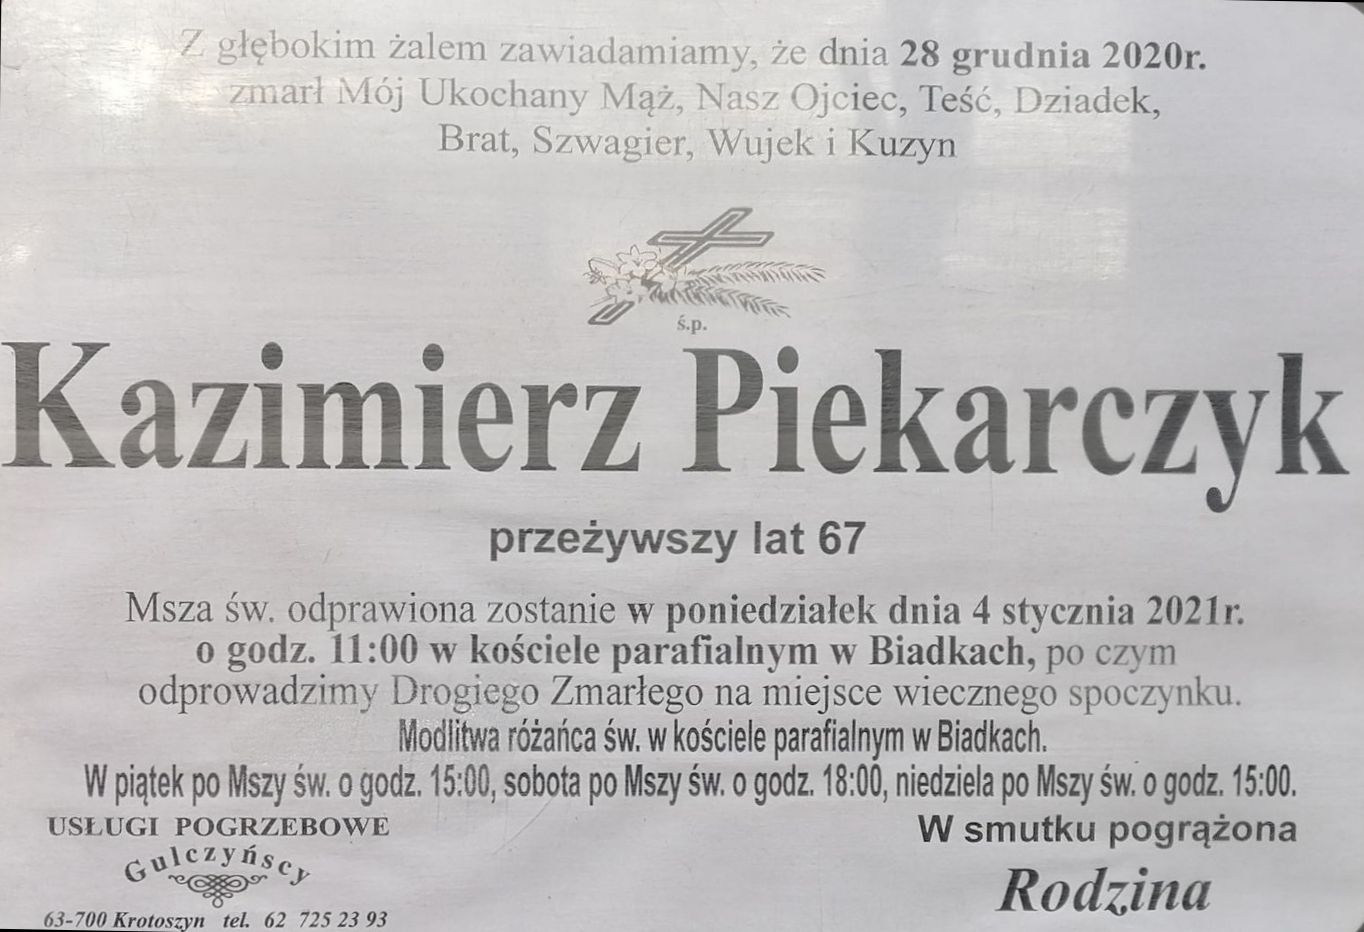 Z głębokim żalem zawiadamiamy, że dnia 28 grudnia 2020r.
zmarł Mój Ukochany Mąż, Nasz Ojciec, Teść, Dziadek,
Brat, Szwagier, Wujek i Kuzyn
ś.p.
Kazimierz Piekarczyk
przeżywszy lat 67
Msza św. odprawiona zostanie w poniedziałek dnia 4 stycznia 2021r.
o godz. 11:00 w kościele parafialnym w Biadkach, po czym
odprowadzimy Drogiego Zmarłego na miejsce wiecznego spoczynku.
Modlitwa różańca św. w kościele parafialnym w Biadkach.
W piątek po Mszy św. o godz. 15:00, sobota po Mszy św. o godz. 18:00, niedziela po Mszy św. o godz. 15:00.
USŁUGI POGRZEBOWE
Gulczyńscy
63-700 Krotoszyn tel. 62 725 23 93
W smutku pogrążona
Rodzina